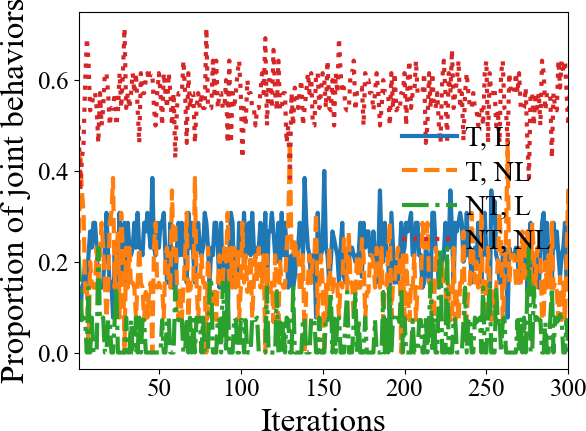 Proportion of joint behaviors
0.6
0.4
0.2
0.0
T, L
T, NL
NT, L
NT, NL
50
100
150
200
250
300
Iterations